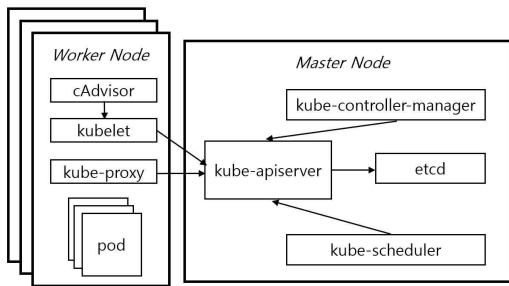 Worker Node
cAdvisor
kubelet
kube-proxy
pod
Master Node
kube-controller-manager
kube-apiserver
etcd
kube-scheduler